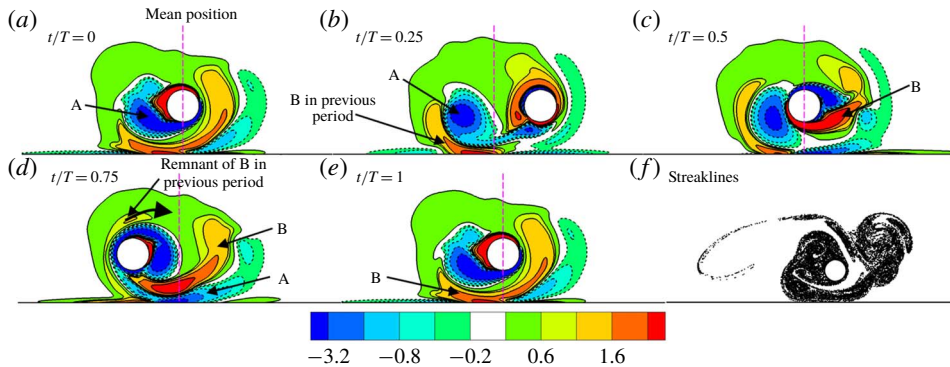 (a) Mean position (b) (c)
t/T=0 t/T=0.25 t/T=0.5
A A B
B in previous
period
(d) Remnant of B in (e) (f)
t/T=0.75 previous period t/T=1 Streaklines
B
A B
−3.2 −0.8 −0.2 0.6 1.6